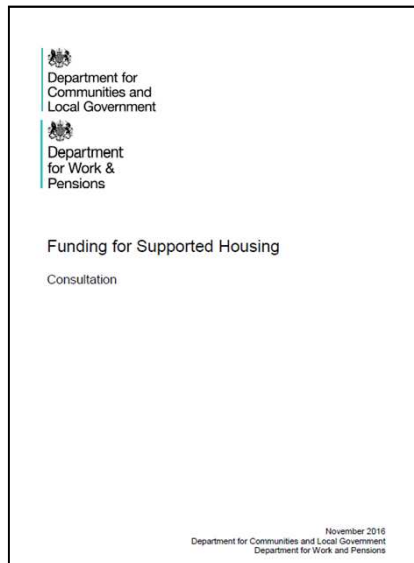 Department for
Communities and
Local Government
Department
for Work &
Pensions
Funding for Supported Housing
Consultation
November 2016
Department for Communities and Local Government
Department for Work and Pensions